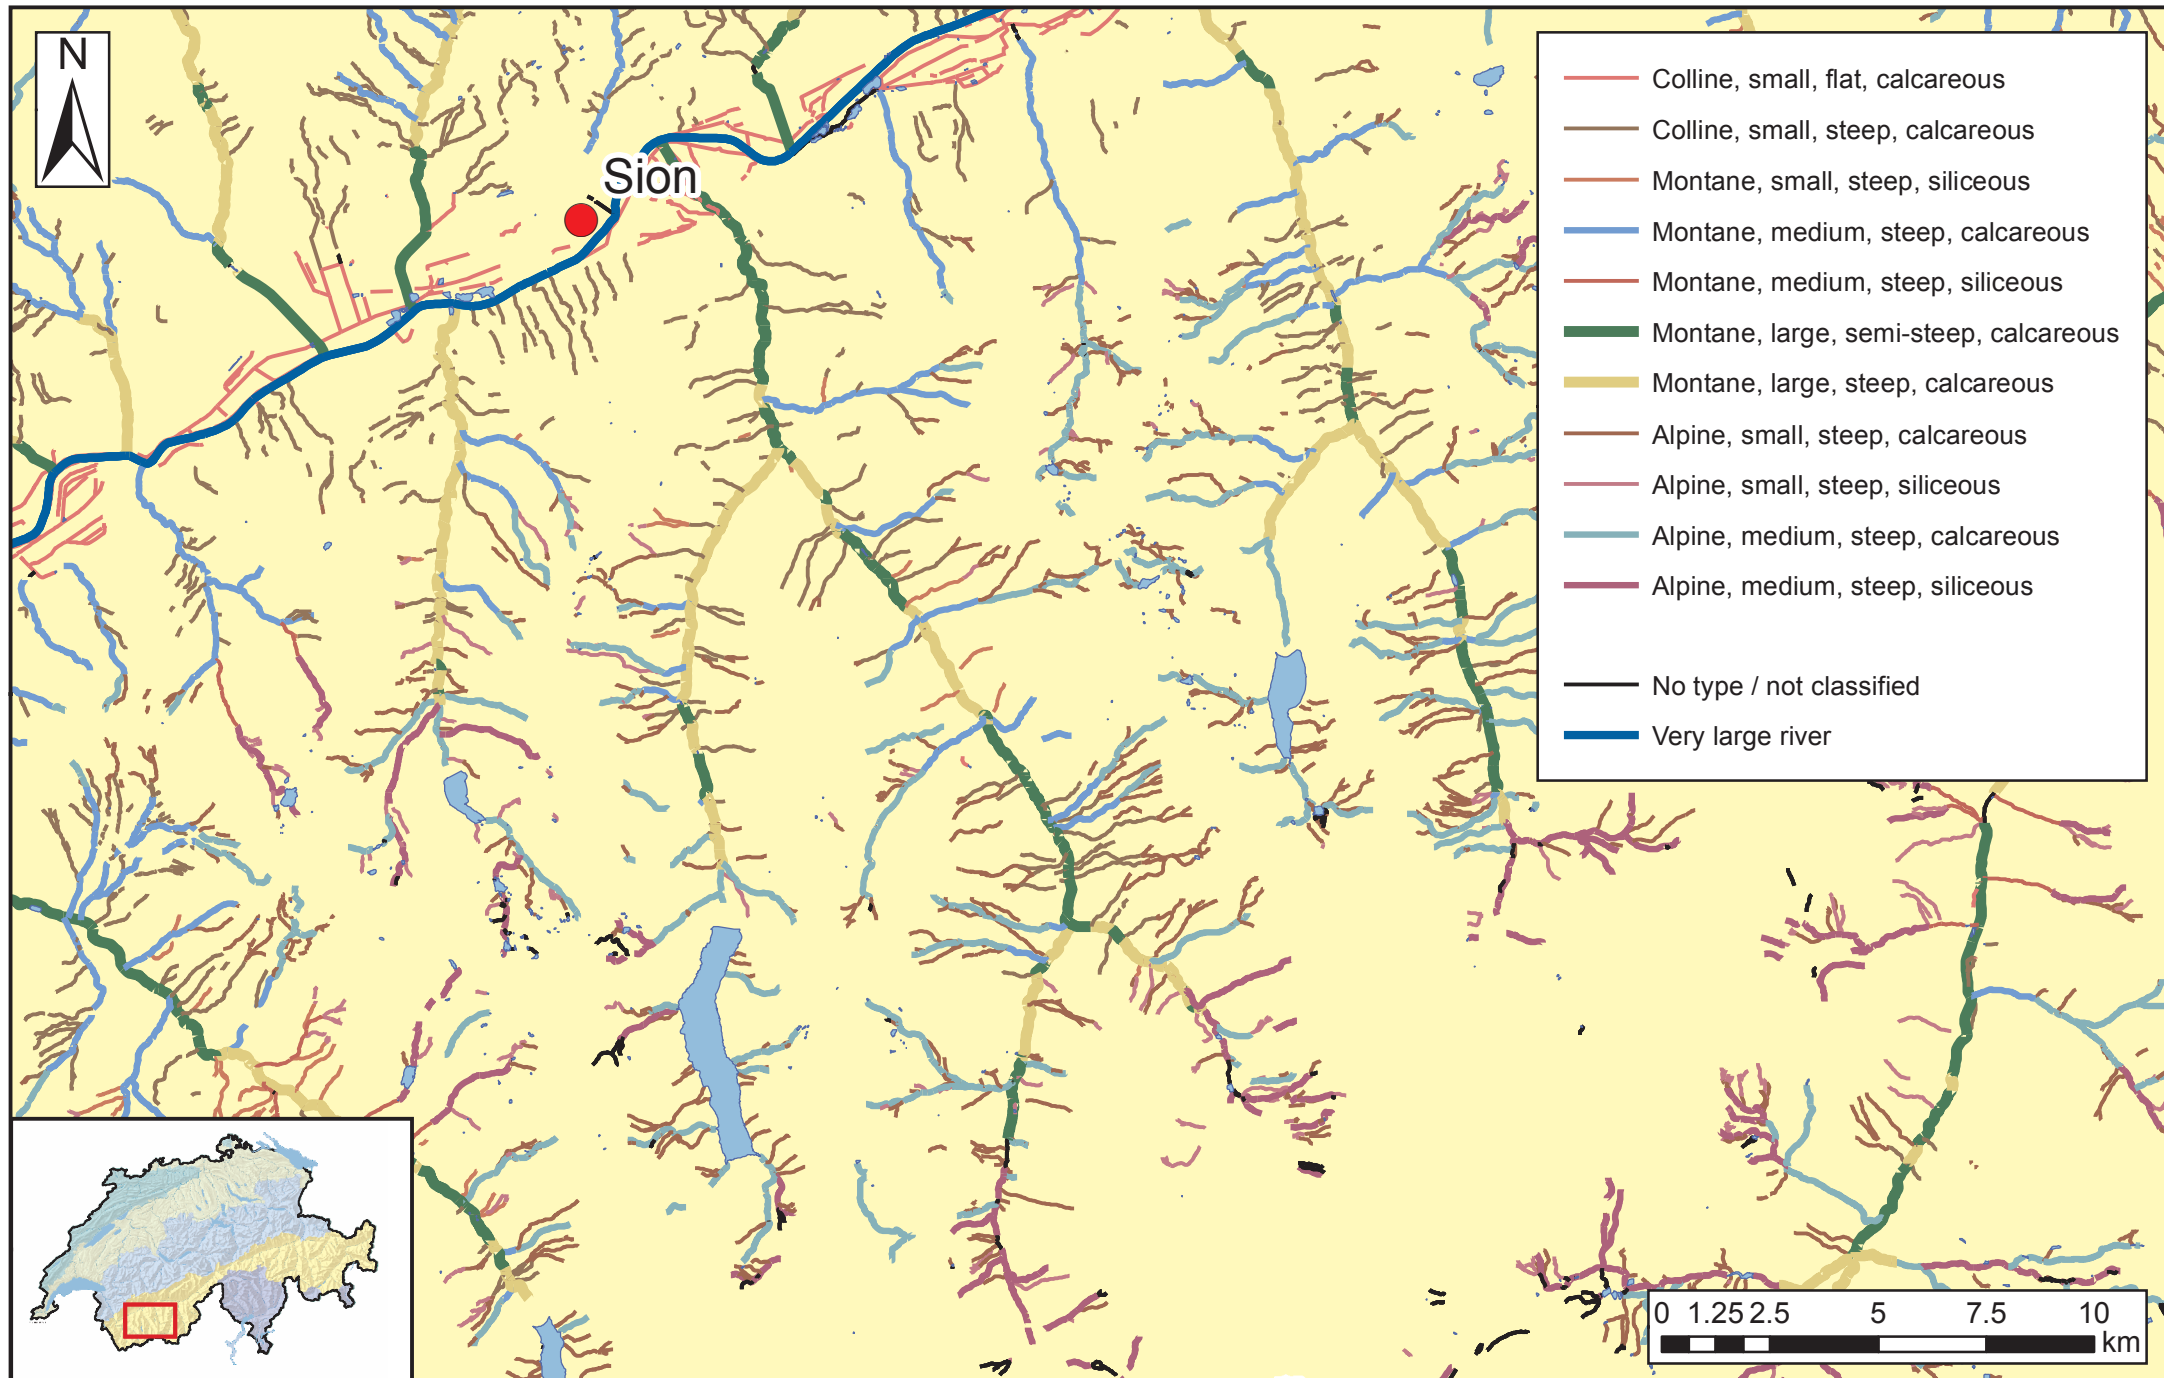 N
Sion
Colline, small, flat, calcareous
Colline, small, steep, calcareous
Montane, small, steep, siliceous
Montane, medium, steep, calcareous
Montane, medium, steep, siliceous
Montane, large, semi-steep, calcareous
Montane, large, steep, calcareous
Alpine, small, steep, calcareous
Alpine, small, steep, siliceous
Alpine, medium, steep, calcareous
Alpine, medium, steep, siliceous
No type / not classified
Very large river
0 1.25 2.5 5 7.5 10
km